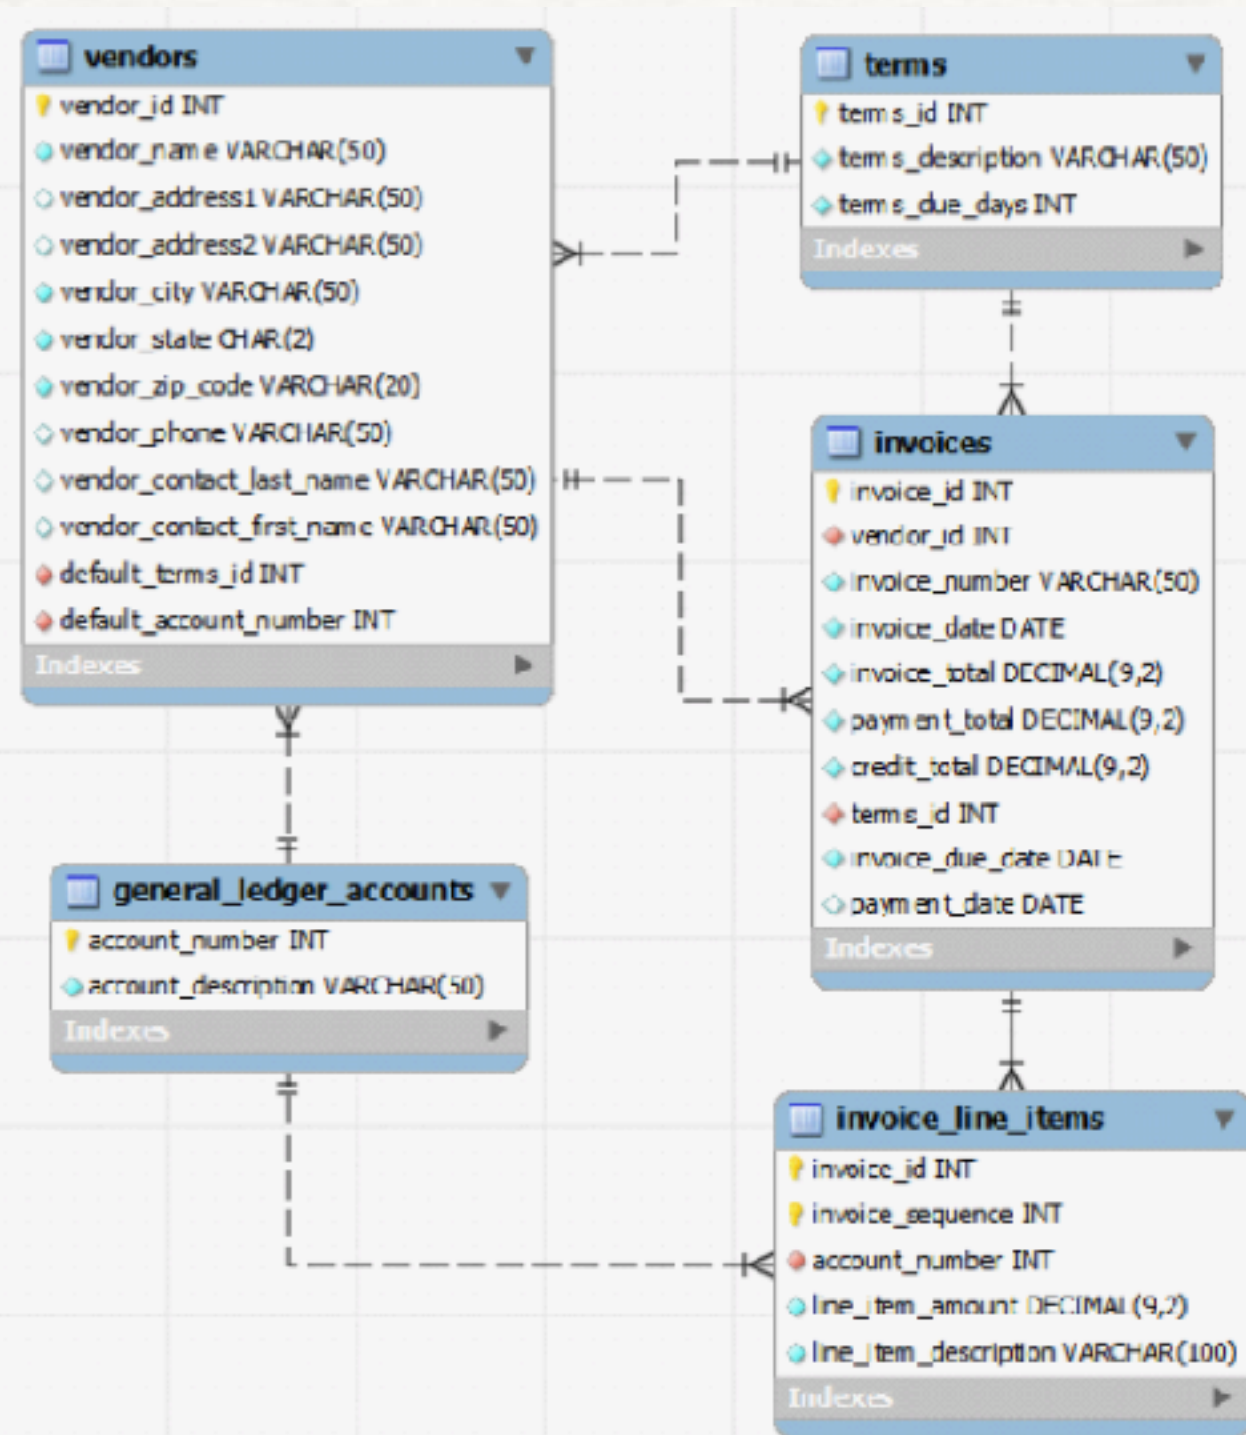 vendors
vendor_id INT
vendor_name VARCHAR(50)
vendor_address1 VARCHAR(50)
vendor_address2 VARCHAR(50)
vendor_city VARCHAR(50)
vendor_state CHAR(2)
vendor_zip_code VARCHAR(20)
vendor_phone VARCHAR(50)
vendor_contact_last_name VARCHAR(50)
vendor_contact_first_name VARCHAR(50)
default_terms_id INT
default_account_number INT
Indexes
terms
terms_id INT
terms_description VARCHAR(50)
terms_due_days INT
Indexes
invoices
invoice_id INT
vendor_id INT
invoice_number VARCHAR(50)
invoice_date DATE
invoice_total DECIMAL(9,2)
payment_total DECIMAL(9,2)
credit_total DECIMAL(9,2)
terms_id INT
invoice_due_date DATE
payment_date DATE
Indexes
general_ledger_accounts
account_number INT
account_description VARCHAR(50)
Indexes
invoice_line_items
invoice_id INT
invoice_sequence INT
account_number INT
line_item_amount DECIMAL(9,2)
line_item_description VARCHAR(100)
Indexes